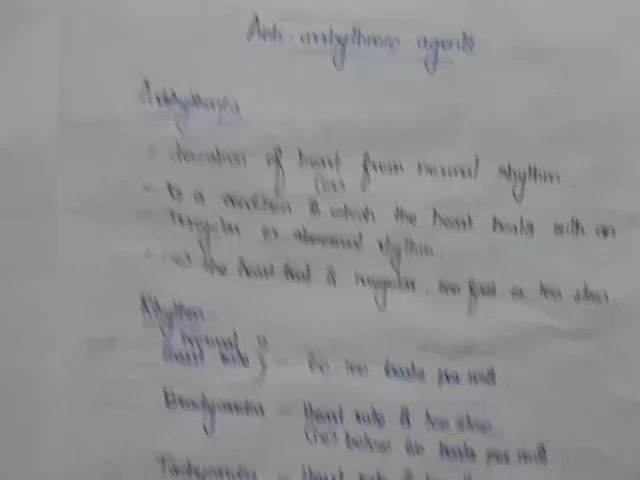 Anti-arrhythmic agents
Arrhythmia
- deviation of heart from normal rhythm.
(or)
- Is a condition in which the heart beats with an
irregular or abnormal rhythm.
- the heart beat is irregular, too fast or too slow.
Rhythm
Normal
heart rate } - 60-100 beats per min.
Bradycardia - Heart rate is too slow
(ie) below 60 beats per min
Tachycardia - Heart rate is